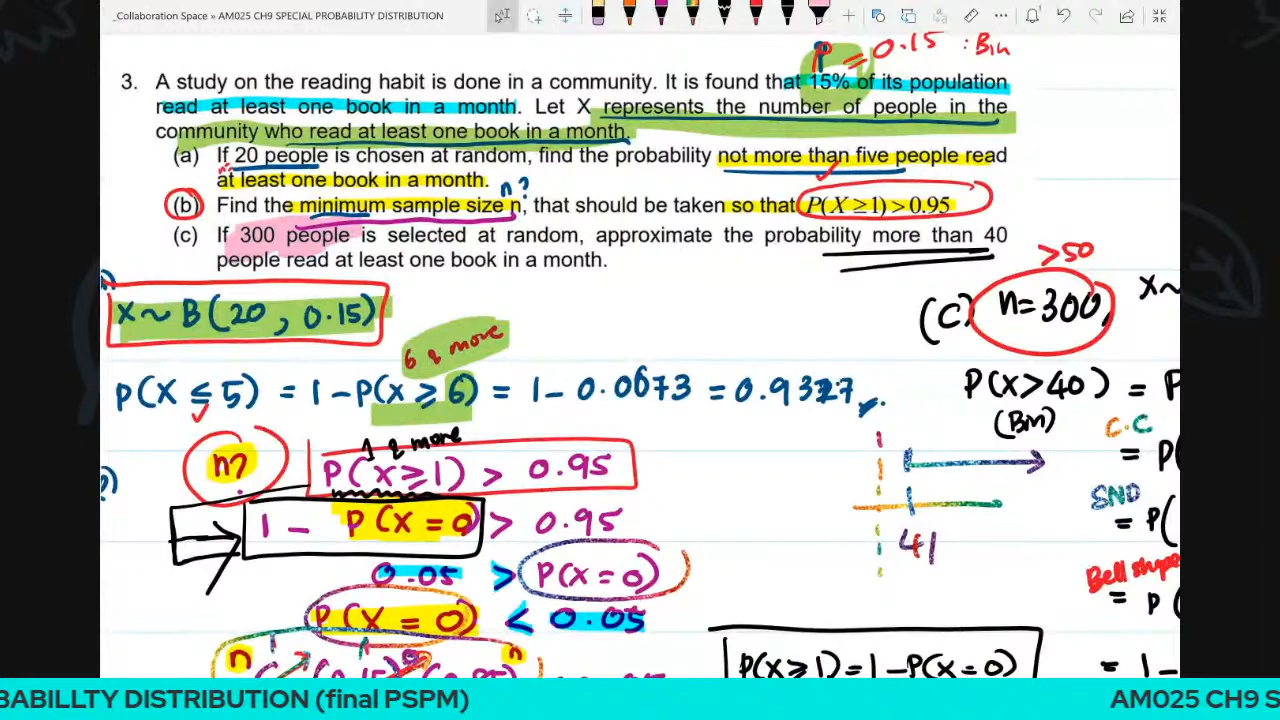 _Collaboration Space » AM025 CH9 SPECIAL PROBABILITY DISTRIBUTION
P = 0.15 : Bin
3. A study on the reading habit is done in a community. It is found that 15% of its population
read at least one book in a month. Let X represents the number of people in the
community who read at least one book in a month.
(a) If 20 people is chosen at random, find the probability not more than five people read
n
at least one book in a month.
n?
(b) Find the minimum sample size n, that should be taken so that P(X ≥ 1) > 0.95
(c) If 300 people is selected at random, approximate the probability more than 40
people read at least one book in a month.
>50
X ~ B(20, 0.15)
(C) n=300, X~
6 & more
P(X ≤ 5) = 1 - P(X ≥ 6) = 1 - 0.0673 = 0.9327
P(X>40) = P
(Bin)
C.C
1 & more
n? P(X ≥ 1) > 0.95
= P
1 - P(X = 0) > 0.95
SND
= P(
41
0.05 > P(X = 0)
Bell shape
= P(
P(X = 0) < 0.05
P(X≥1) = 1 - P(X = 0)
= 1 -
BABILLTY DISTRIBUTION (final PSPM)
AM025 CH9 S